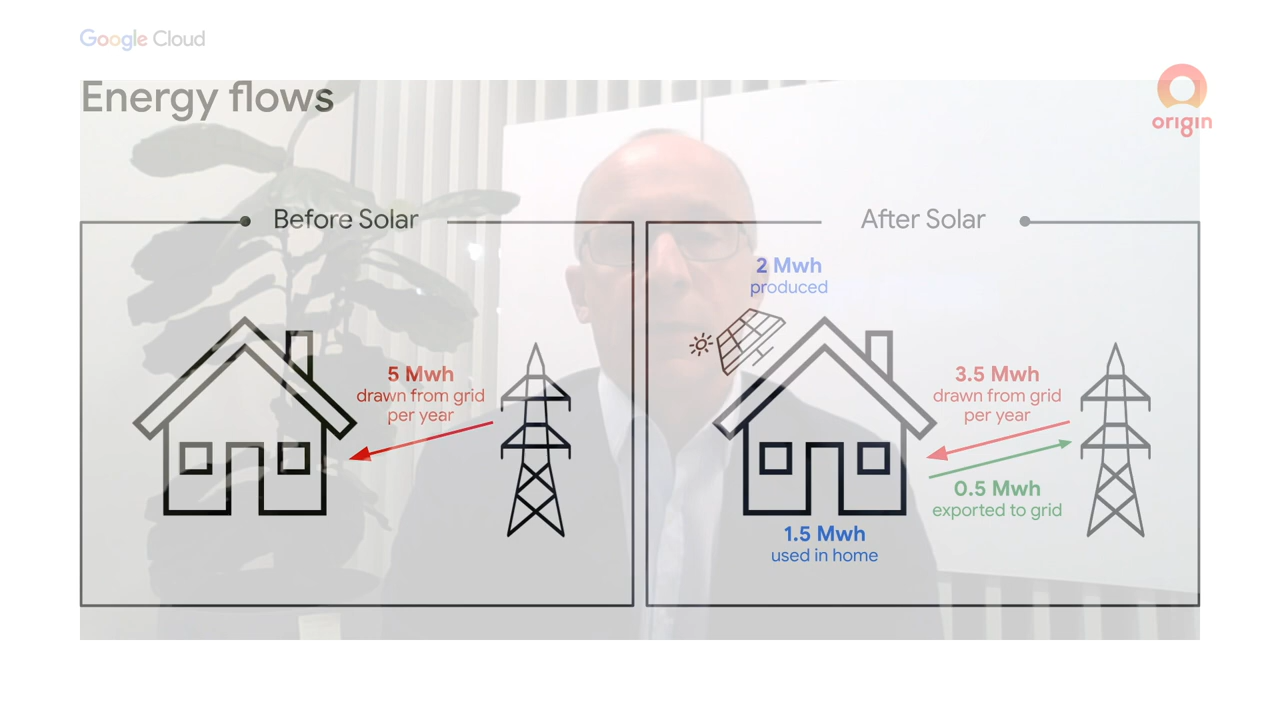 Google Cloud
origin
Energy flows
Before Solar
After Solar
2 Mwh
produced
5 Mwh
drawn from grid
per year
3.5 Mwh
drawn from grid
per year
0.5 Mwh
exported to grid
1.5 Mwh
used in home